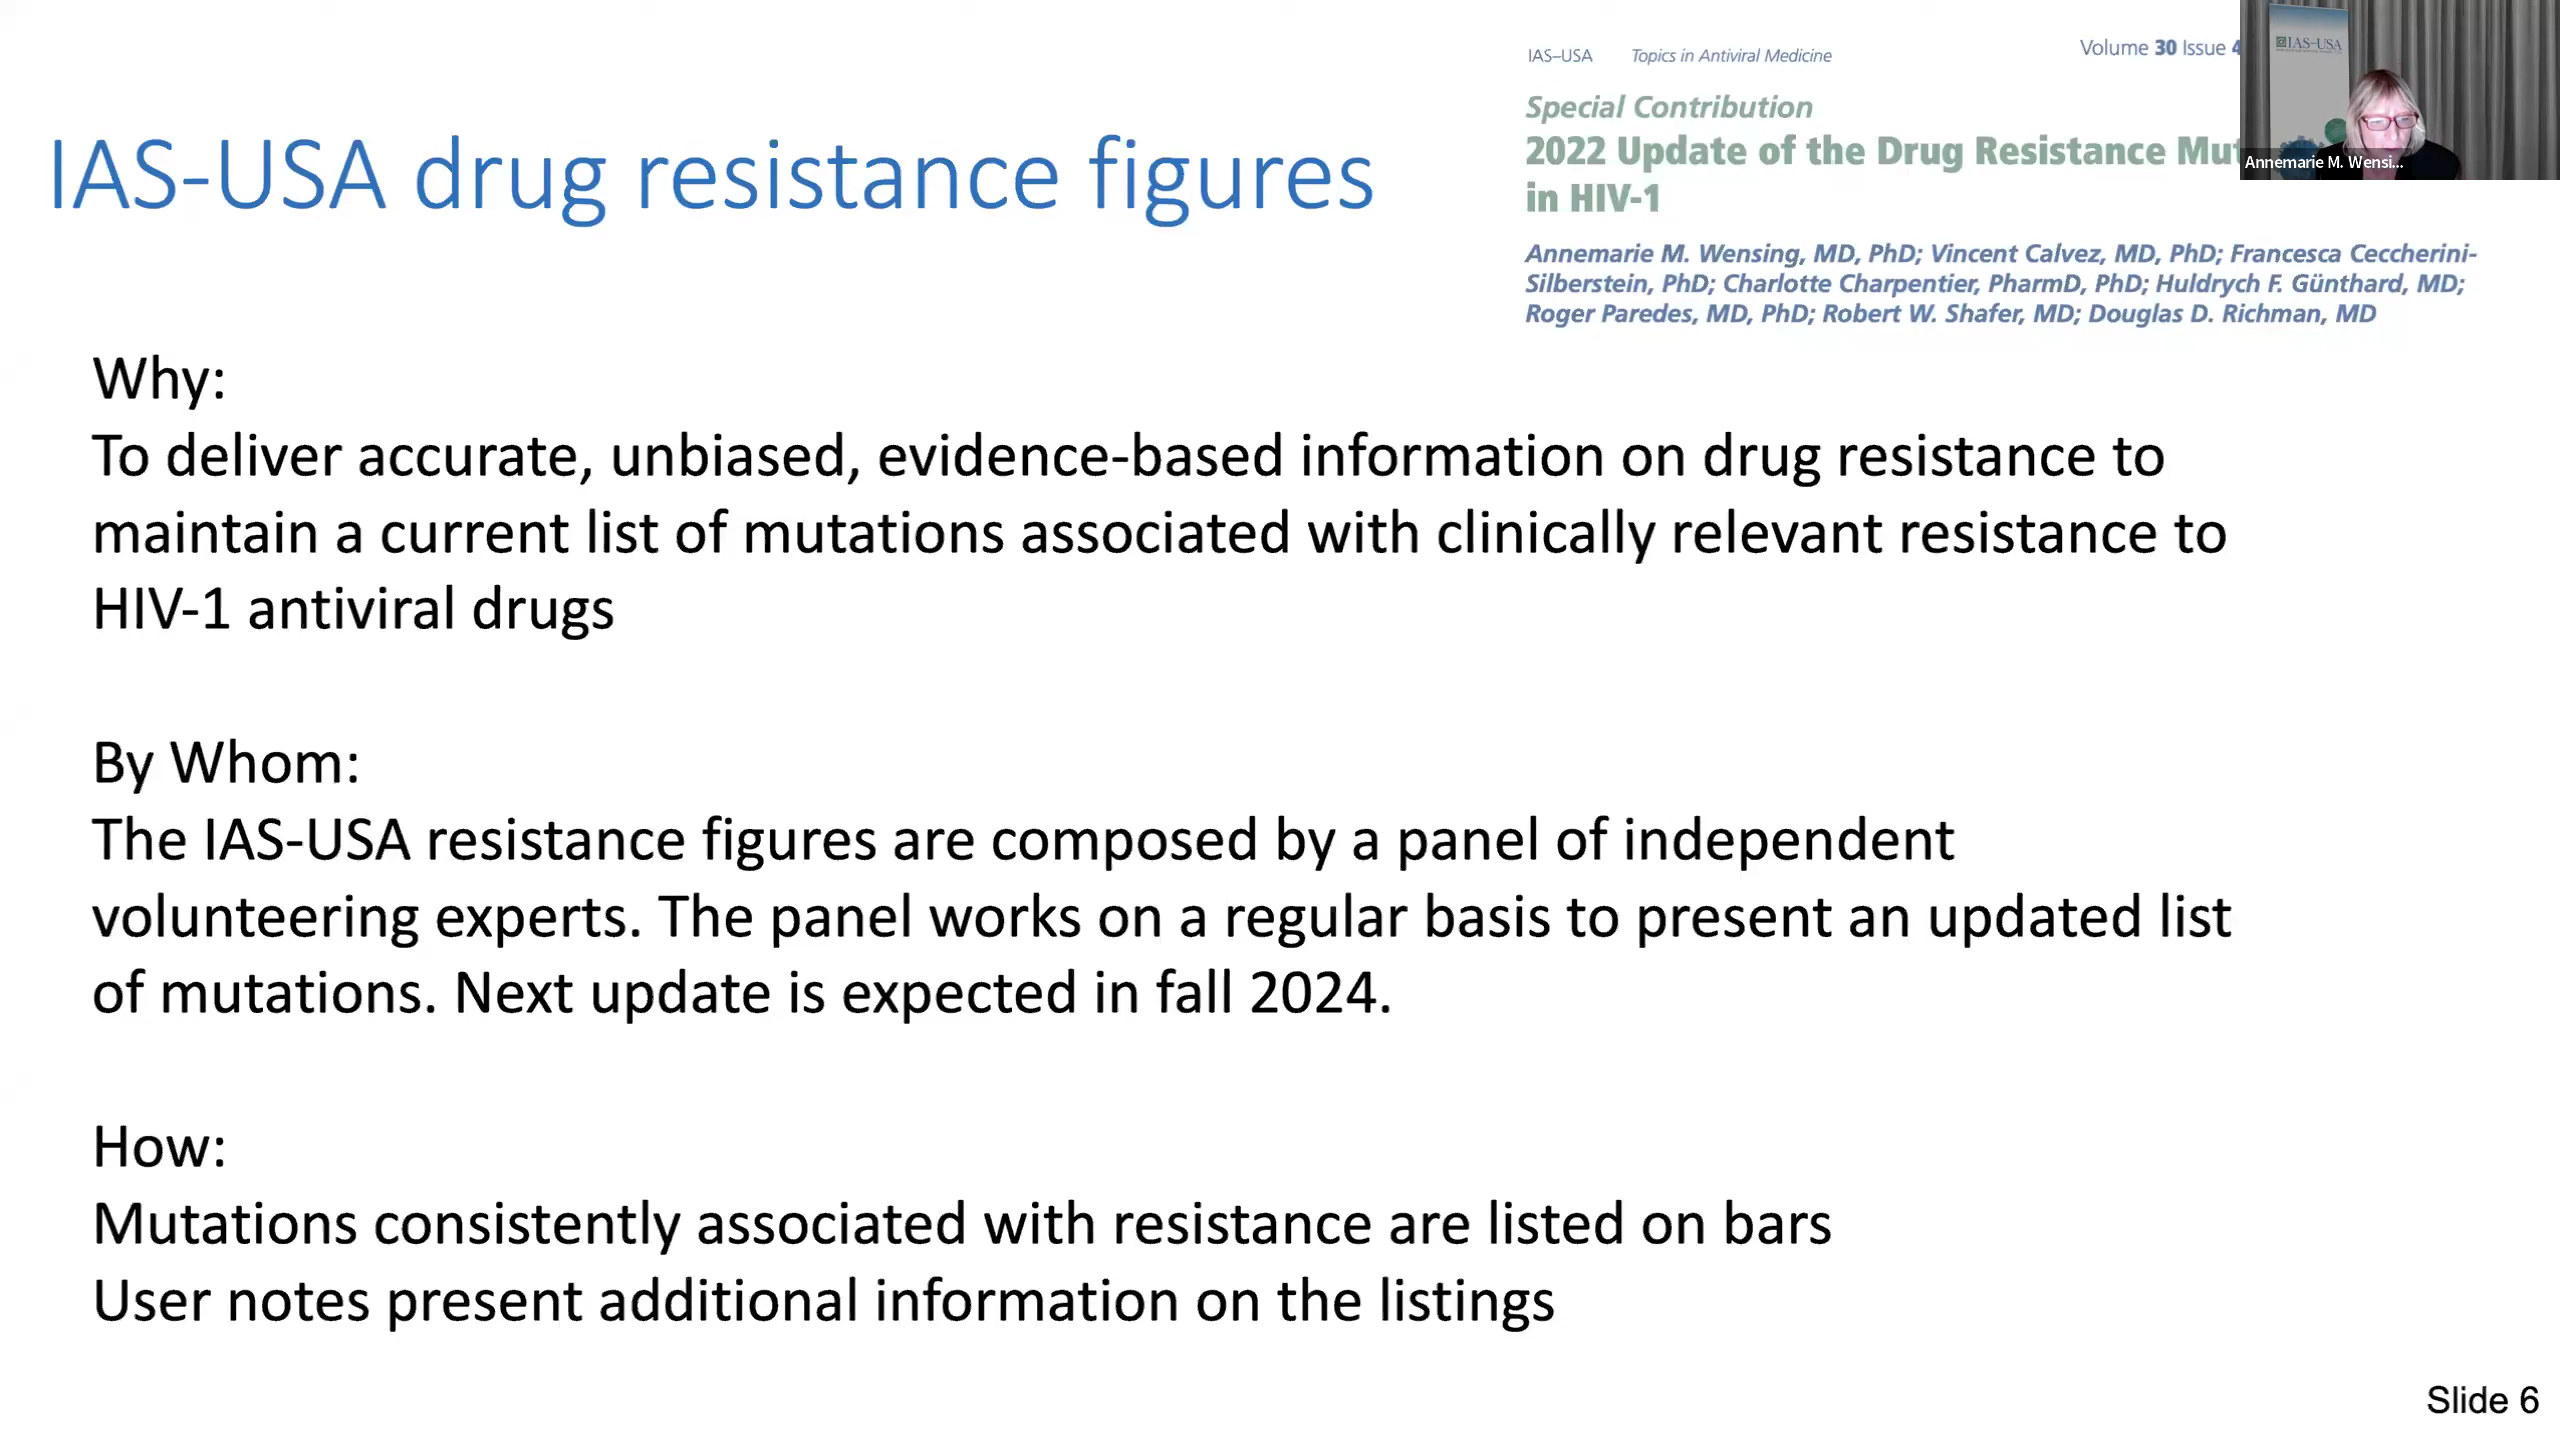 IAS–USA Topics in Antiviral Medicine
Volume 30 Issue 4
IAS–USA
Special Contribution
2022 Update of the Drug Resistance Mut
in HIV-1
Annemarie M. Wensi...
IAS-USA drug resistance figures
Annemarie M. Wensing, MD, PhD; Vincent Calvez, MD, PhD; Francesca Ceccherini-
Silberstein, PhD; Charlotte Charpentier, PharmD, PhD; Huldrych F. Günthard, MD;
Roger Paredes, MD, PhD; Robert W. Shafer, MD; Douglas D. Richman, MD
Why:
To deliver accurate, unbiased, evidence-based information on drug resistance to
maintain a current list of mutations associated with clinically relevant resistance to
HIV-1 antiviral drugs
By Whom:
The IAS-USA resistance figures are composed by a panel of independent
volunteering experts. The panel works on a regular basis to present an updated list
of mutations. Next update is expected in fall 2024.
How:
Mutations consistently associated with resistance are listed on bars
User notes present additional information on the listings
Slide 6